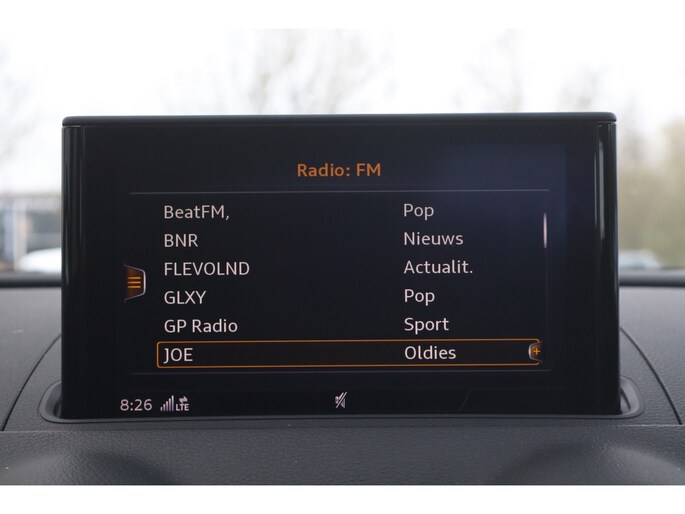 Radio: FM
BeatFM, Pop
BNR Nieuws
FLEVOLND Actualit.
GLXY Pop
GP Radio Sport
JOE Oldies
8:26 LTE